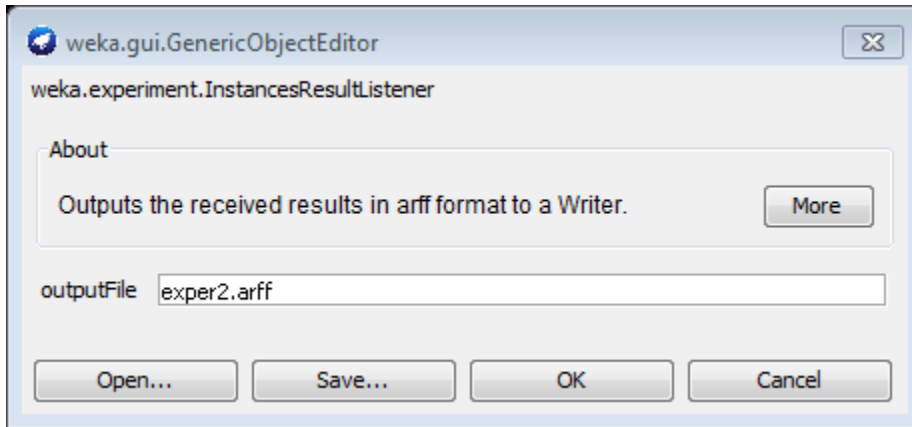 weka.gui.GenericObjectEditor
weka.experiment.InstancesResultListener
About
Outputs the received results in arff format to a Writer.
More
outputFile exper2.arff
Open... Save... OK Cancel